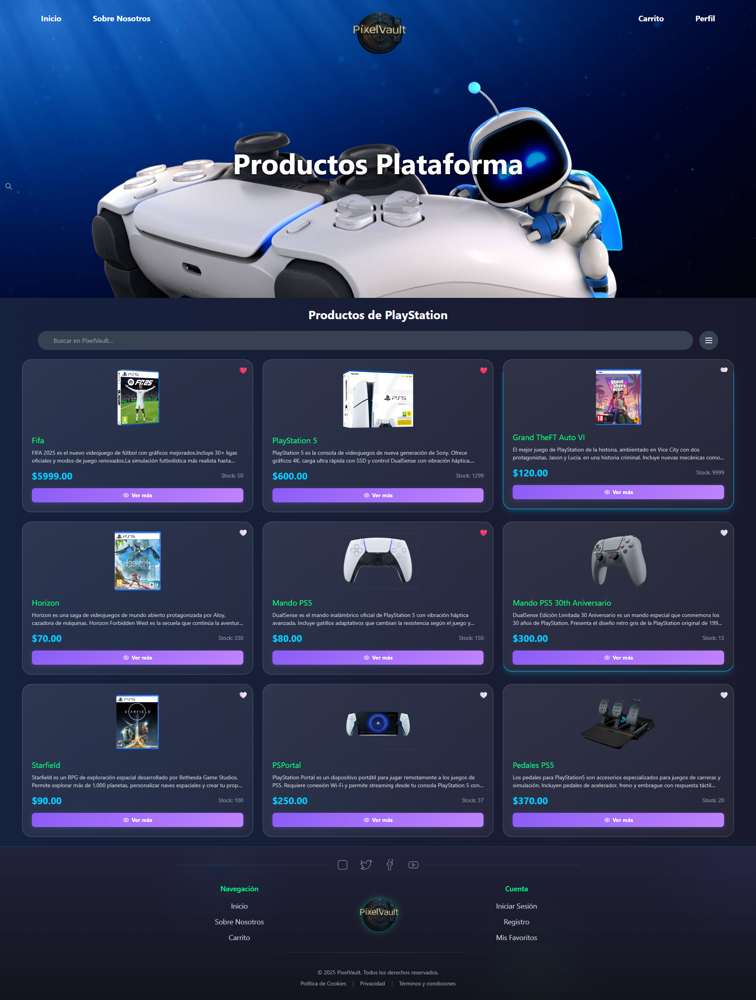 Inicio
Sobre Nosotros
PixelVault
Carrito
Perfil
Productos Plataforma
Productos de PlayStation
Buscar en PixelVault...
PS5
FC25
3
Fifa
FIFA 2025 es el nuevo videojuego de fútbol con gráficos mejorados.Incluye 30+ ligas
oficiales y modos de juego renovados.La simulación futbolística más realista hasta...
$5999.00
Stock: 50
Ver más
SONY
PS5
PlayStation 5
PlayStation 5 es la consola de videojuegos de nueva generación de Sony. Ofrece
gráficos 4K, carga ultra rápida con SSD y control DualSense con vibración háptica....
$600.00
Stock: 1299
Ver más
grand
theft
auto
VI
18
Grand TheFT Auto VI
El mejor juego de PlayStation de la historia, ambientado en Vice City con dos
protagonistas, Jason y Lucia, en una historia criminal. Incluye nuevas mecánicas como...
$120.00
Stock: 9999
Ver más
PS5
HORIZON
16
Horizon
Horizon es una saga de videojuegos de mundo abierto protagonizada por Aloy,
cazadora de máquinas. Horizon Forbidden West es la secuela que continúa la aventur...
$70.00
Stock: 330
Ver más
Mando PS5
DualSense es el mando inalámbrico oficial de PlayStation 5 con vibración háptica
avanzada. Incluye gatillos adaptativos que cambian la resistencia según el juego y...
$80.00
Stock: 150
Ver más
Mando PS5 30th Aniversario
DualSense Edición Limitada 30 Aniversario es un mando especial que conmemora los
30 años de PlayStation. Presenta el diseño retro gris de la PlayStation original de 199...
$300.00
Stock: 13
Ver más
PS5
STARFIELD
RP
Starfield
Starfield es un RPG de exploración espacial desarrollado por Bethesda Game Studios.
Permite explorar más de 1,000 planetas, personalizar naves espaciales y crear tu prop...
$90.00
Stock: 100
Ver más
PSPortal
PlayStation Portal es un dispositivo portátil para jugar remotamente a los juegos de
PS5. Requiere conexión Wi-Fi y permite streaming desde tu consola PlayStation 5 con...
$250.00
Stock: 37
Ver más
Pedales PS5
Los pedales para PlayStation5 son accesorios especializados para juegos de carreras y
simulación. Incluyen pedales de acelerador, freno y embrague con respuesta táctil...
$370.00
Stock: 20
Ver más
Navegación
Inicio
Sobre Nosotros
Carrito
PixelVault
Cuenta
Iniciar Sesión
Registro
Mis Favoritos
© 2025 PixelVault. Todos los derechos reservados.
Política de Cookies | Privacidad | Términos y condiciones